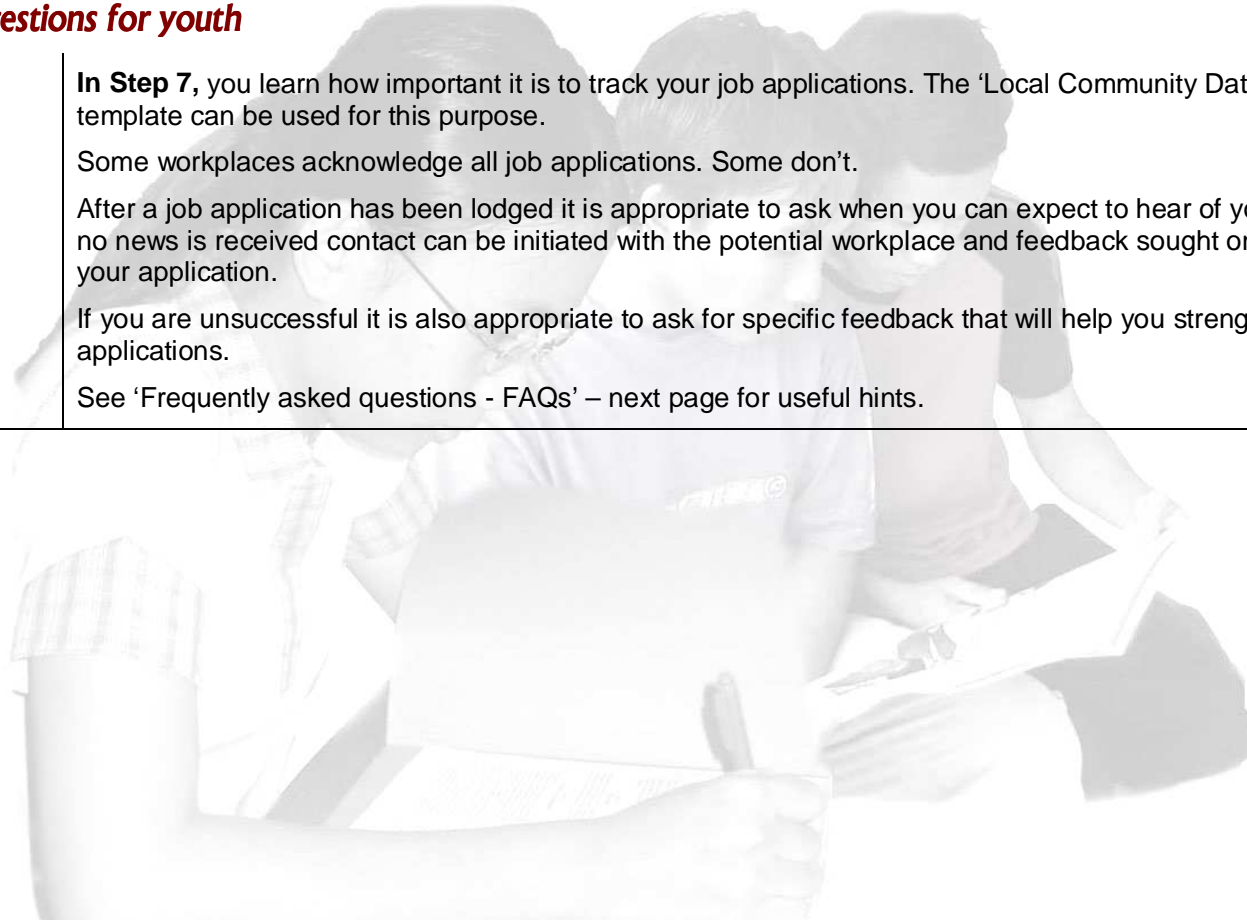 estions for youth
In Step 7, you learn how important it is to track your job applications. The ‘Local Community Dat
template can be used for this purpose.
Some workplaces acknowledge all job applications. Some don’t.
After a job application has been lodged it is appropriate to ask when you can expect to hear of yo
no news is received contact can be initiated with the potential workplace and feedback sought or
your application.
If you are unsuccessful it is also appropriate to ask for specific feedback that will help you streng
applications.
See ‘Frequently asked questions - FAQs’ – next page for useful hints.